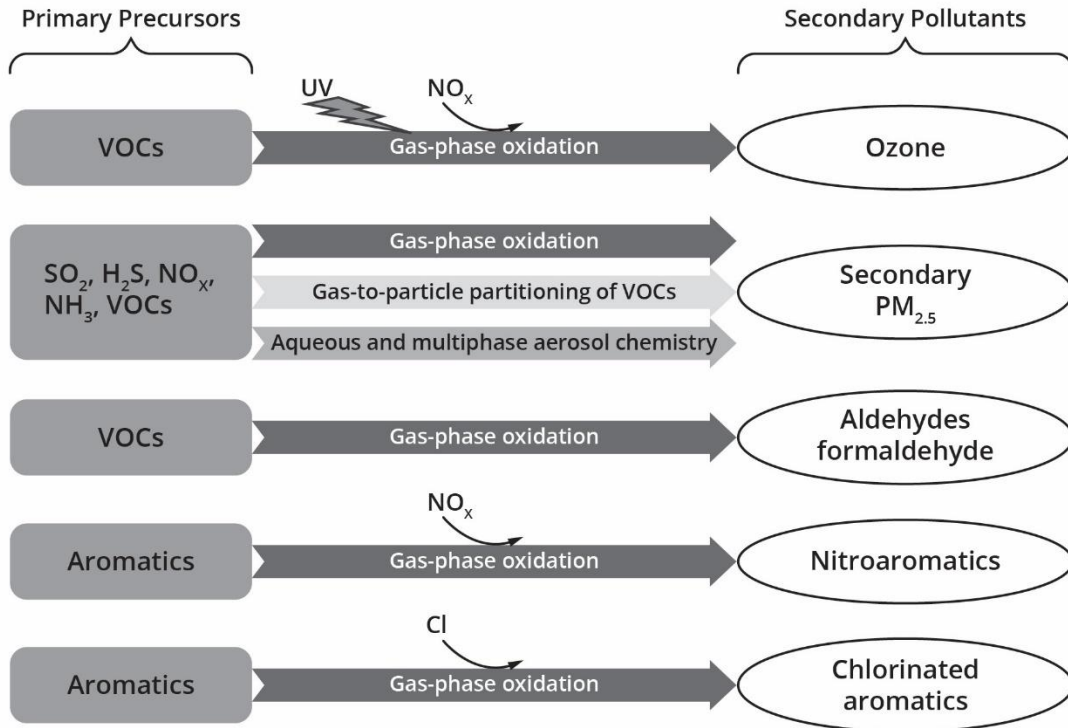 Primary Precursors
Secondary Pollutants
UV
NOₓ
VOCs
Gas-phase oxidation
Ozone
SO₂, H₂S, NOₓ,
NH₃, VOCs
Gas-phase oxidation
Gas-to-particle partitioning of VOCs
Aqueous and multiphase aerosol chemistry
Secondary
PM₂.₅
VOCs
Gas-phase oxidation
Aldehydes
formaldehyde
NOₓ
Aromatics
Gas-phase oxidation
Nitroaromatics
Cl
Aromatics
Gas-phase oxidation
Chlorinated
aromatics